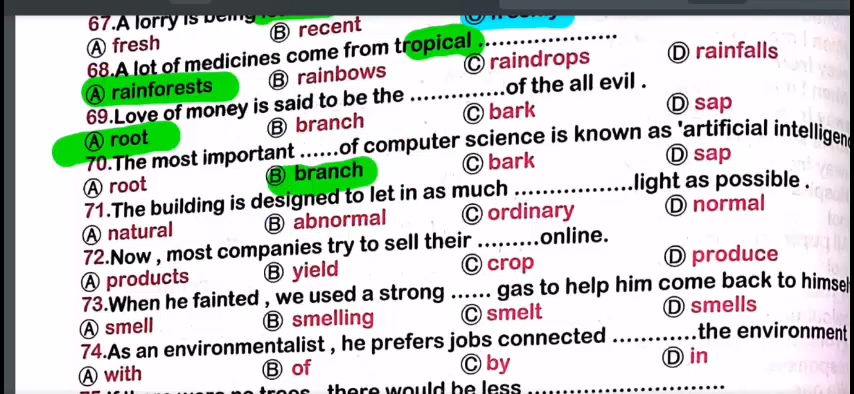 67.A lorry is being
Ⓐ fresh Ⓑ recent
68.A lot of medicines come from tropical ....................
Ⓐ rainforests Ⓑ rainbows Ⓒ raindrops Ⓓ rainfalls
69.Love of money is said to be the ..............of the all evil .
Ⓐ root Ⓑ branch Ⓒ bark Ⓓ sap
70.The most important ......of computer science is known as 'artificial intelligen
Ⓐ root Ⓑ branch Ⓒ bark Ⓓ sap
71.The building is designed to let in as much .................light as possible .
Ⓐ natural Ⓑ abnormal Ⓒ ordinary Ⓓ normal
72.Now , most companies try to sell their .........online.
Ⓐ products Ⓑ yield Ⓒ crop Ⓓ produce
73.When he fainted , we used a strong ...... gas to help him come back to himsel
Ⓐ smell Ⓑ smelling Ⓒ smelt Ⓓ smells
74.As an environmentalist , he prefers jobs connected ............the environment
Ⓐ with Ⓑ of Ⓒ by Ⓓ in
there would be less ............................